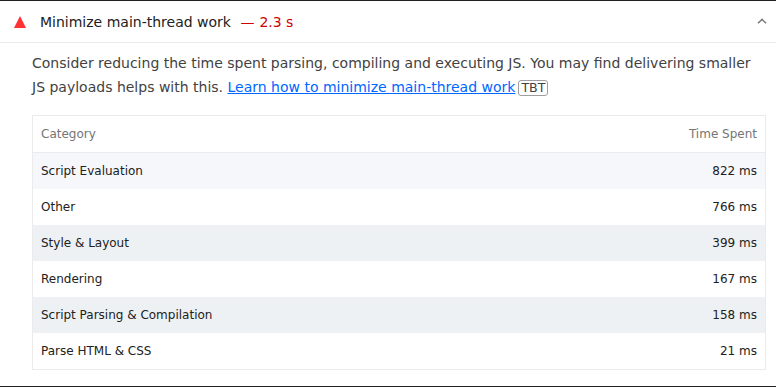 Minimize main-thread work — 2.3 s
Consider reducing the time spent parsing, compiling and executing JS. You may find delivering smaller
JS payloads helps with this. Learn how to minimize main-thread work TBT
Category Time Spent
Script Evaluation 822 ms
Other 766 ms
Style & Layout 399 ms
Rendering 167 ms
Script Parsing & Compilation 158 ms
Parse HTML & CSS 21 ms